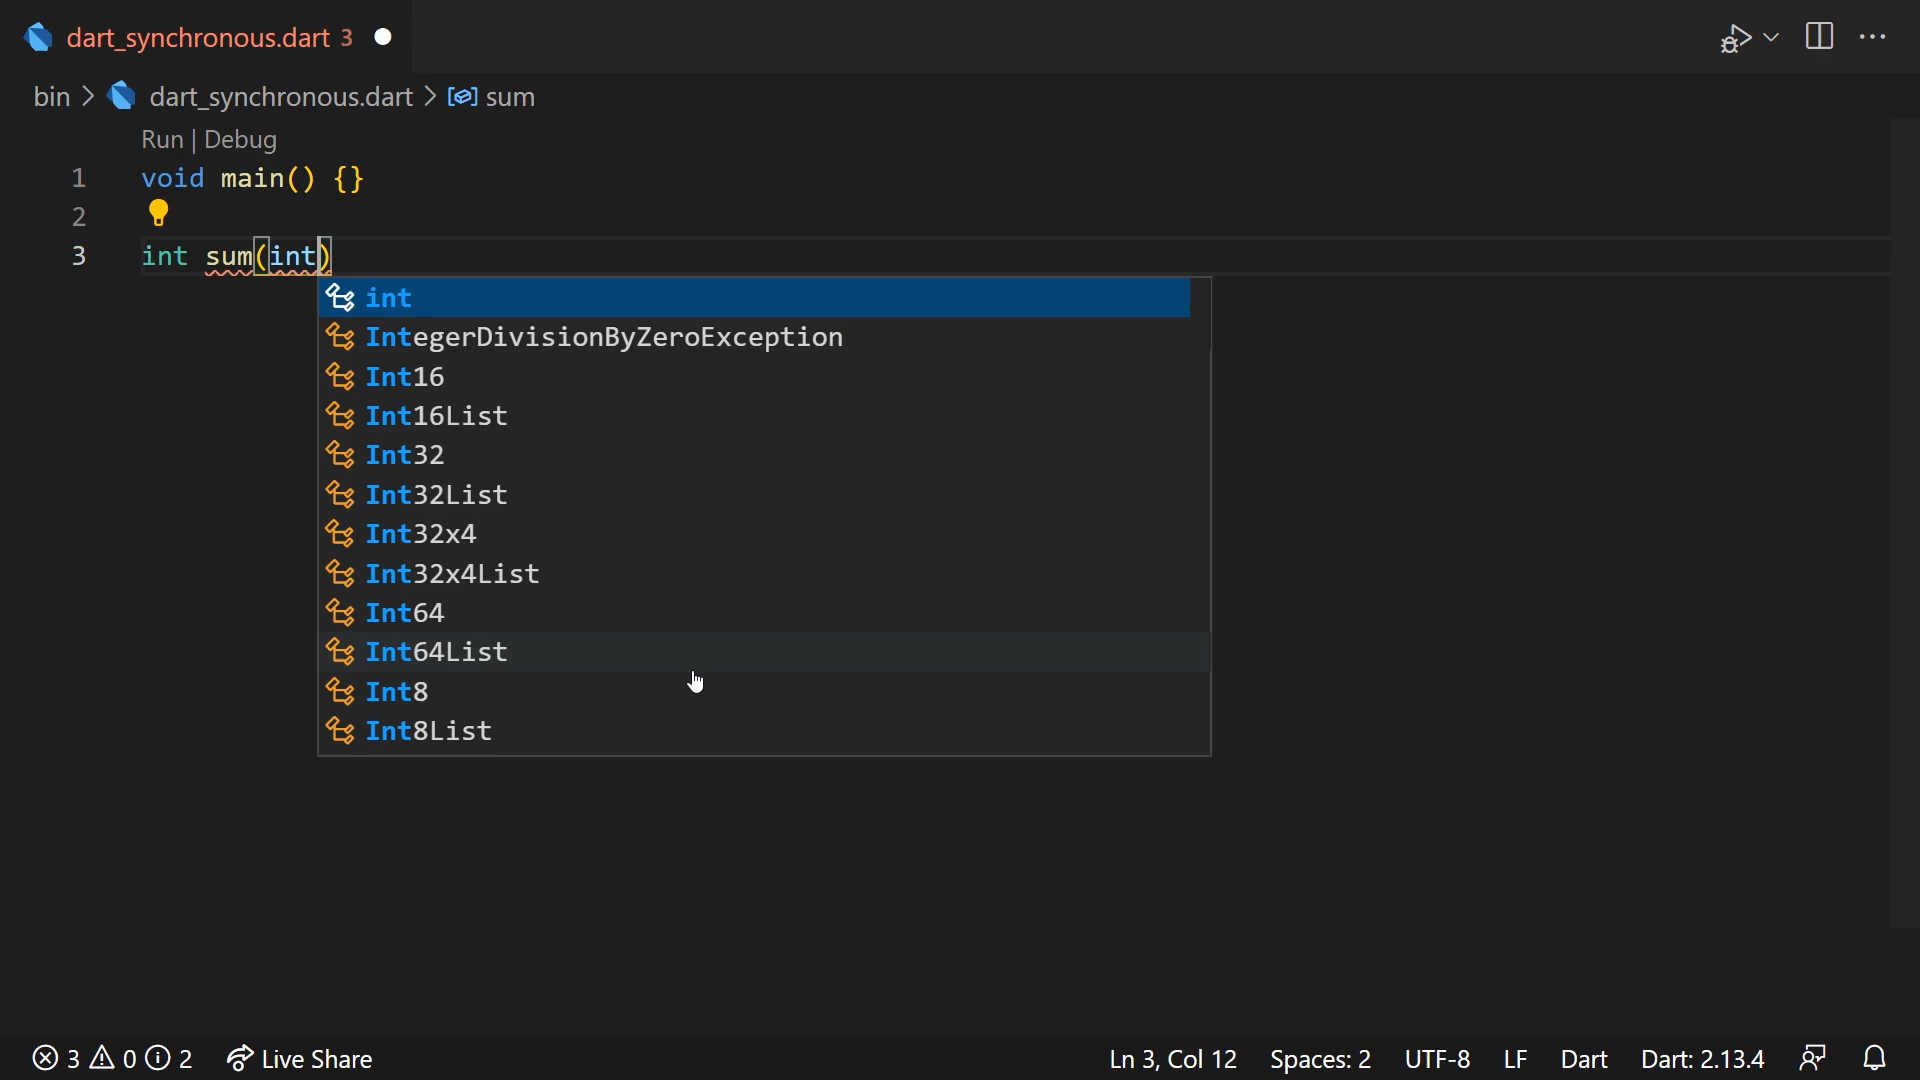 dart_synchronous.dart 3
bin > dart_synchronous.dart > sum
Run | Debug
1 void main() {}
2
3 int sum(int)
int
IntegerDivisionByZeroException
Int16
Int16List
Int32
Int32List
Int32x4
Int32x4List
Int64
Int64List
Int8
Int8List
3 0 2 Live Share Ln 3, Col 12 Spaces: 2 UTF-8 LF Dart Dart: 2.13.4